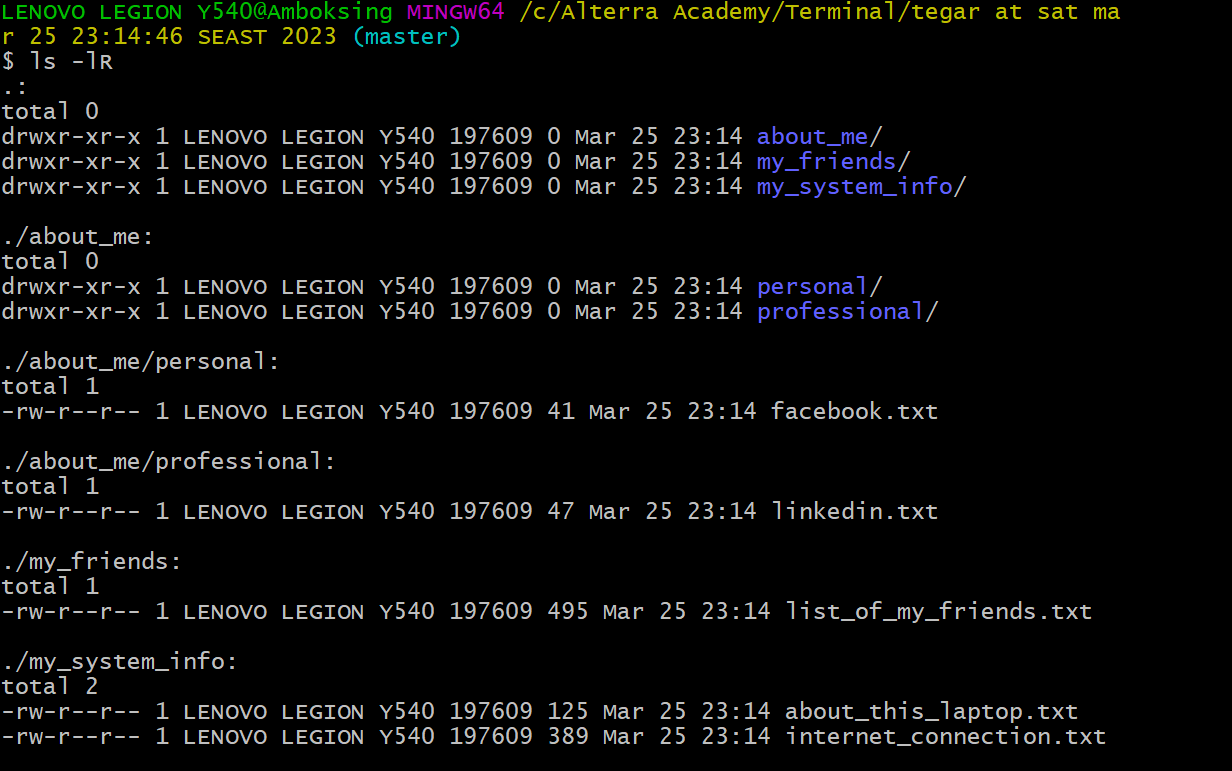 LENOVO LEGION Y540@Amboksing MINGW64 /c/Alterra Academy/Terminal/tegar at sat ma
r 25 23:14:46 SEAST 2023 (master)
$ ls -lR
.:
total 0
drwxr-xr-x 1 LENOVO LEGION Y540 197609 0 Mar 25 23:14 about_me/
drwxr-xr-x 1 LENOVO LEGION Y540 197609 0 Mar 25 23:14 my_friends/
drwxr-xr-x 1 LENOVO LEGION Y540 197609 0 Mar 25 23:14 my_system_info/

./about_me:
total 0
drwxr-xr-x 1 LENOVO LEGION Y540 197609 0 Mar 25 23:14 personal/
drwxr-xr-x 1 LENOVO LEGION Y540 197609 0 Mar 25 23:14 professional/

./about_me/personal:
total 1
-rw-r--r-- 1 LENOVO LEGION Y540 197609 41 Mar 25 23:14 facebook.txt

./about_me/professional:
total 1
-rw-r--r-- 1 LENOVO LEGION Y540 197609 47 Mar 25 23:14 linkedin.txt

./my_friends:
total 1
-rw-r--r-- 1 LENOVO LEGION Y540 197609 495 Mar 25 23:14 list_of_my_friends.txt

./my_system_info:
total 2
-rw-r--r-- 1 LENOVO LEGION Y540 197609 125 Mar 25 23:14 about_this_laptop.txt
-rw-r--r-- 1 LENOVO LEGION Y540 197609 389 Mar 25 23:14 internet_connection.txt